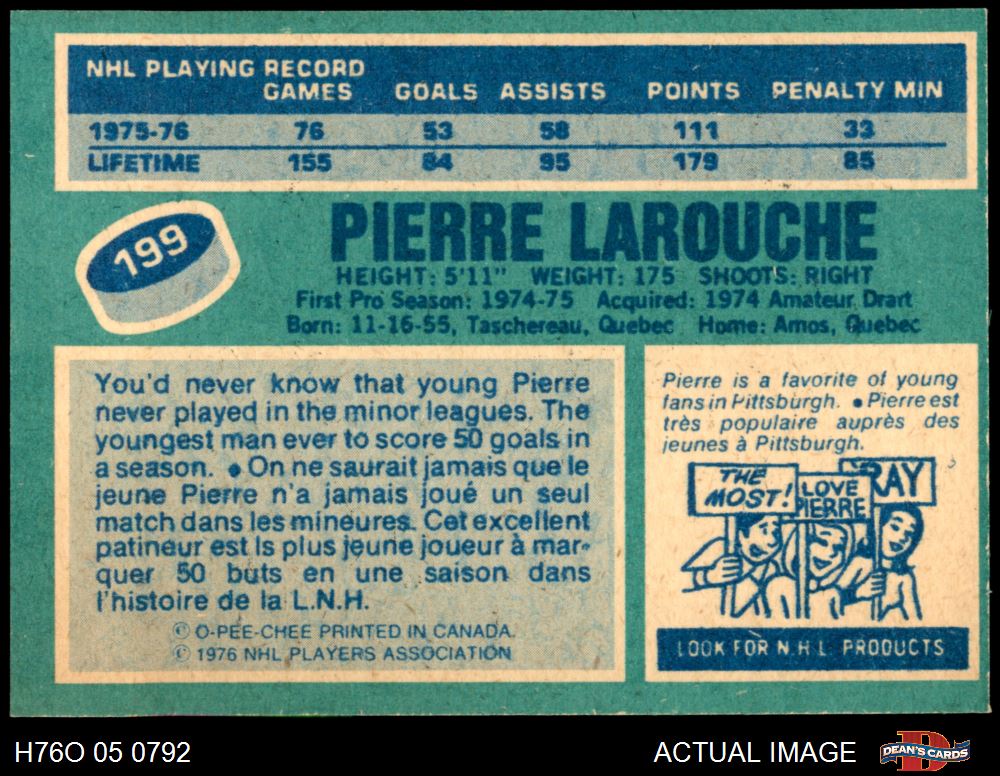 NHL PLAYING RECORD
GAMES GOALS ASSISTS POINTS PENALTY MIN
1975-76 76 53 58 111 33
LIFETIME 155 84 95 179 85
199
PIERRE LAROUCHE
HEIGHT: 5'11" WEIGHT: 175 SHOOTS: RIGHT
First Pro Season: 1974-75 Acquired: 1974 Amateur Drart
Born: 11-16-55, Taschereau, Quebec Home: Amos, Quebec
You'd never know that young Pierre
never played in the minor leagues. The
youngest man ever to score 50 goals in
a season. ● On ne saurait jamais que le
jeune Pierre n'a jamais joué un seul
match dans les mineures. Cet excellent
patineur est ls plus jeune joueur à mar-
quer 50 buts en une saison dans
l'histoire de la L.N.H.
© O-PEE-CHEE PRINTED IN CANADA.
© 1976 NHL PLAYERS ASSOCIATION
Pierre is a favorite of young
fans in Pittsburgh. ● Pierre est
très populaire auprès des
jeunes à Pittsburgh.
THE
MOST!
LOVE
PIERRE
RAY
LOOK FOR N.H.L. PRODUCTS
H76O 05 0792
ACTUAL IMAGE
D
DEAN'S CARDS